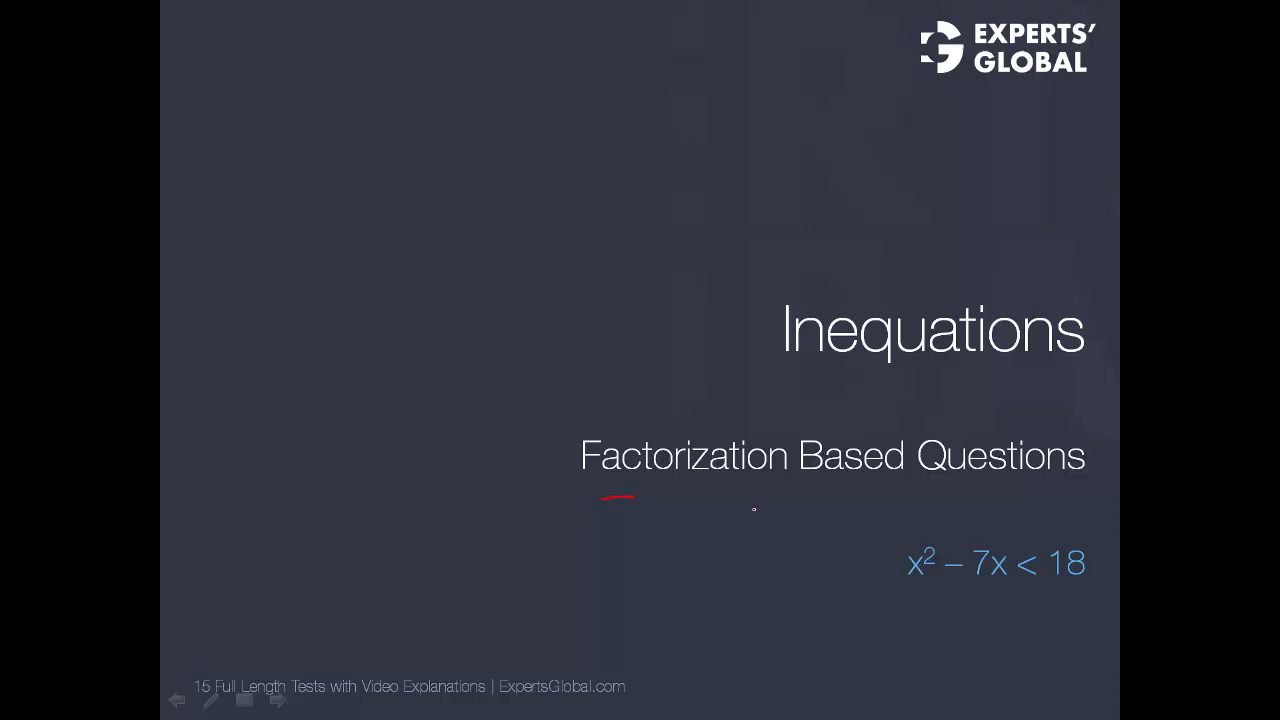 EXPERTS'
GLOBAL
Inequations
Factorization Based Questions
x² – 7x < 18
15 Full Length Tests with Video Explanations | ExpertsGlobal.com